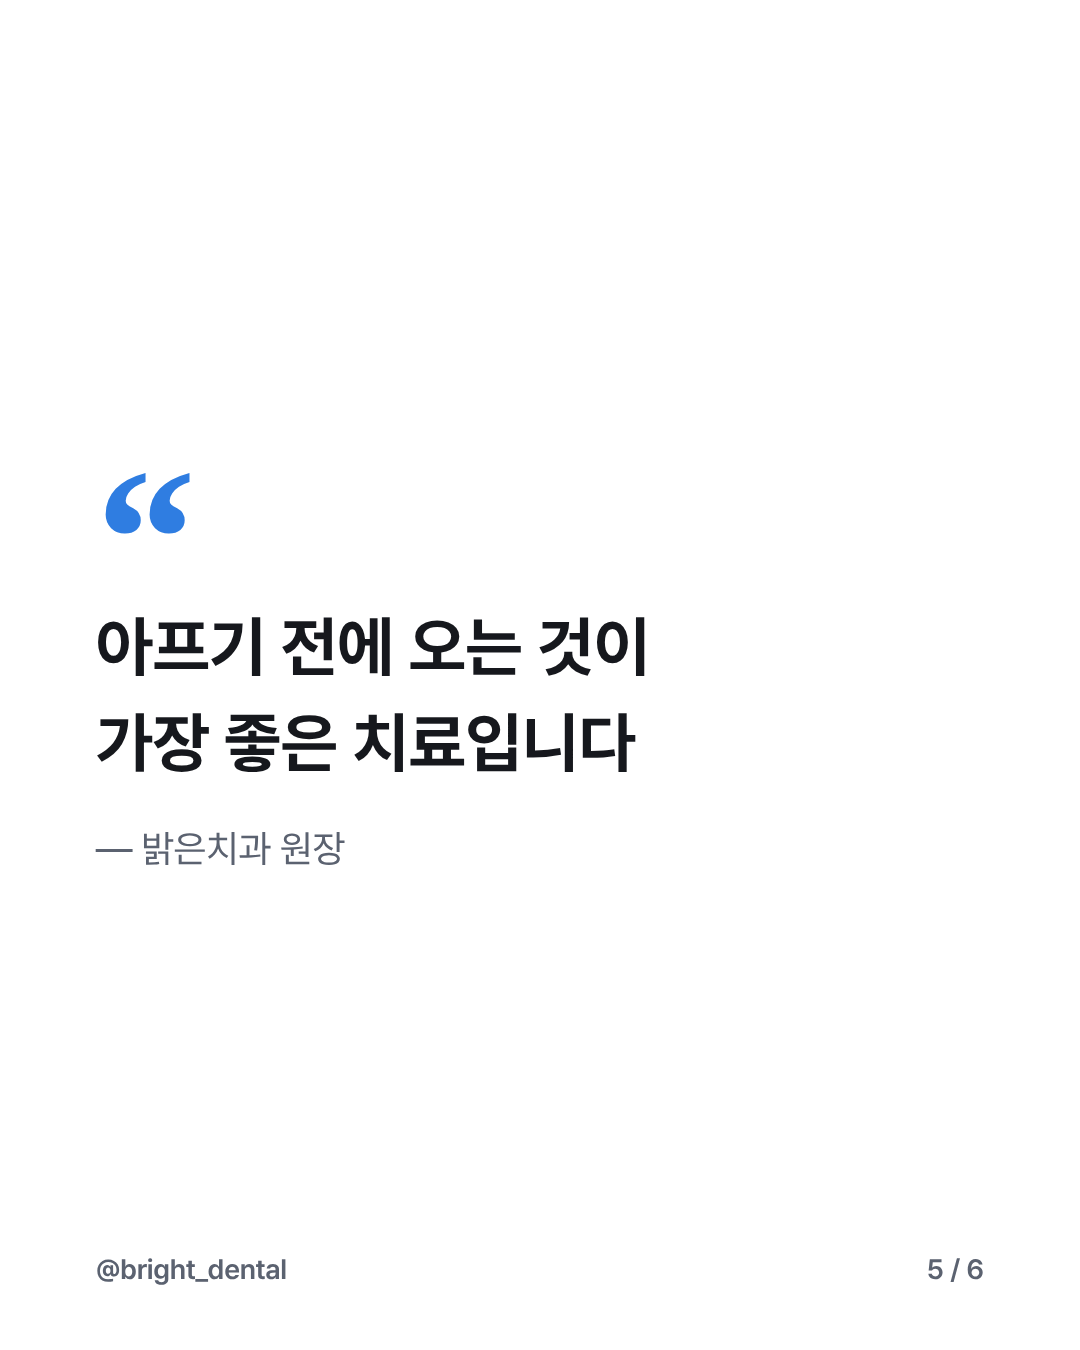 “
아프기 전에 오는 것이
가장 좋은 치료입니다
— 밝은치과 원장
@bright_dental
5 / 6